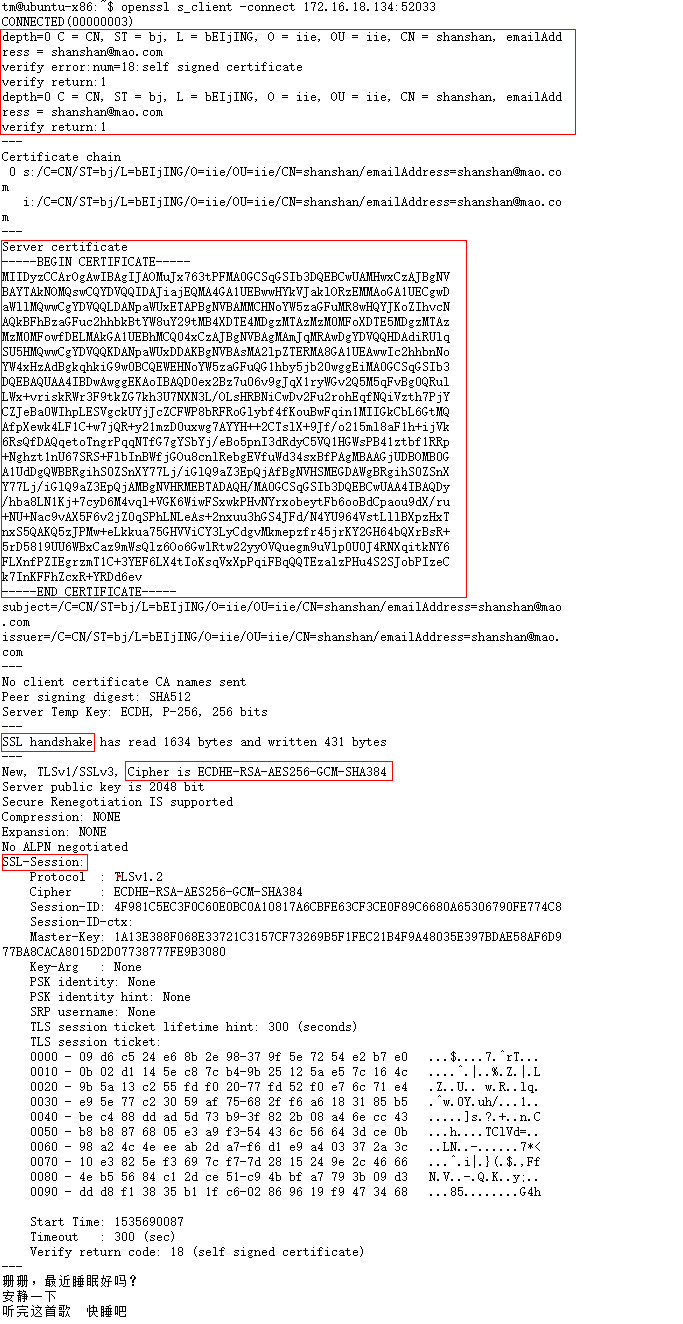 tm@ubuntu-x86:~$ openssl s_client -connect 172.16.18.134:52033
CONNECTED(00000003)
depth=0 C = CN, ST = bj, L = bEIjING, O = iie, OU = iie, CN = shanshan, emailAdd
ress = shanshan@mao.com
verify error:num=18:self signed certificate
verify return:1
depth=0 C = CN, ST = bj, L = bEIjING, O = iie, OU = iie, CN = shanshan, emailAdd
ress = shanshan@mao.com
verify return:1
---
Certificate chain
 0 s:/C=CN/ST=bj/L=bEIjING/O=iie/OU=iie/CN=shanshan/emailAddress=shanshan@mao.co
m
   i:/C=CN/ST=bj/L=bEIjING/O=iie/OU=iie/CN=shanshan/emailAddress=shanshan@mao.co
m
---
Server certificate
-----BEGIN CERTIFICATE-----
MIIDyzCCArOgAwIBAgIJAOMuJx763tPFMA0GCSqGSIb3DQEBCwUAMHwxCzAJBgNV
BAYTAkNOMQswCQYDVQQIDAJiajEQMA4GA1UEBwwHYkVJaklORzEMMAoGA1UECgwD
aWllMQwwCgYDVQQLDANpaWUxETAPBgNVBAMMCHNoYW5zaGFuMR8wHQYJKoZIhvcN
AQkBFhBzaGFuc2hhbkBtYW8uY29tMB4XDTE4MDgzMTAzMzM0MFoXDTE5MDgzMTAz
MzM0MFowfDELMAkGA1UEBhMCQ04xCzAJBgNVBAgMAmJqMRAwDgYDVQQHDAdiRUlq
SU5HMQwwCgYDVQQKDANpaWUxDDAKBgNVBAsMA2lpZTERMA8GA1UEAwwIc2hhbnNo
YW4xHzAdBgkqhkiG9w0BCQEWEHNoYW5zaGFuQG1hby5jb20wggEiMA0GCSqGSIb3
DQEBAQUAA4IBDwAwggEKAoIBAQD0ex2Bz7u06v9gJqX1ryWGv2Q5M5qFvBg0QRul
LWx+vriskRWr3F9tkZG7kh3U7NXN3L/OLsHRBNiCwDv2Fu2rohEqfNQiVzth7PjY
CZJeBa0WIhpLESVgckUYjJcZCFWP8bRFRoGlybf4fKouBwFqin1MIIGkCbL6GtMQ
AfpXewk4LF1C+w7jQR+y21mzD0uxwg7AYYH++2CTslX+9Jf/o215ml8aF1h+ijVk
6RsQfDAQqetoTngrPqqNTfG7gYSbYj/eBo5pnI3dRdyC5VQ1HGWsPB41ztbf1RRp
+Nghzt1nU67SRS+FlbInBWfjGOu8cnlRebgEVfuWd34sxBfPAgMBAAGjUDBOMB0G
A1UdDgQWBBRgihSOZSnXY77Lj/iGlQ9aZ3EpQjAfBgNVHSMEGDAWgBRgihSOZSnX
Y77Lj/iGlQ9aZ3EpQjAMBgNVHRMEBTADAQH/MA0GCSqGSIb3DQEBCwUAA4IBAQDy
/hba8LN1Kj+7cyD6M4vql+VGK6WiwFSxwkPHvNYrxobeytFb6ooBdCpaou9dX/ru
+NU+Nac9vAX5F6v2jZ0qSPhLNLeAs+2nxuu3hGS4JFd/N4YU964VstLllBXpzHxT
nxS5QAKQ5zJPMw+eLkkua75GHVViCY3LyCdgvMkmepzfr45jrKY2GH64bQXrBsR+
5rD5819UU6WBxCaz9mWsQlz60o6GwlRtw22yyOVQuegm9uVlp0U0J4RNXqitkNY6
FLXnfPZIEgrzmT1C+3YEF6LX4tIoKsqVxXpPqiFBqQQTEzalzPHu4S2SJobPIzeC
k7InKFFhZcxR+YRDd6ev
-----END CERTIFICATE-----
subject=/C=CN/ST=bj/L=bEIjING/O=iie/OU=iie/CN=shanshan/emailAddress=shanshan@mao
.com
issuer=/C=CN/ST=bj/L=bEIjING/O=iie/OU=iie/CN=shanshan/emailAddress=shanshan@mao.
com
---
No client certificate CA names sent
Peer signing digest: SHA512
Server Temp Key: ECDH, P-256, 256 bits
---
SSL handshake has read 1634 bytes and written 431 bytes
---
New, TLSv1/SSLv3, Cipher is ECDHE-RSA-AES256-GCM-SHA384
Server public key is 2048 bit
Secure Renegotiation IS supported
Compression: NONE
Expansion: NONE
No ALPN negotiated
SSL-Session:
    Protocol  : TLSv1.2
    Cipher    : ECDHE-RSA-AES256-GCM-SHA384
    Session-ID: 4F981C5EC3F0C60E0BC0A10817A6CBFE63CF3CE0F89C6680A65306790FE774C8
    Session-ID-ctx:
    Master-Key: 1A13E388F068E33721C3157CF73269B5F1FEC21B4F9A48035E397BDAE58AF6D9
77BA8CACA8015D2D07738777FE9B3080
    Key-Arg   : None
    PSK identity: None
    PSK identity hint: None
    SRP username: None
    TLS session ticket lifetime hint: 300 (seconds)
    TLS session ticket:
    0000 - 09 d6 c5 24 e6 8b 2e 98-37 9f 5e 72 54 e2 b7 e0   ...$....7.^rT...
    0010 - 0b 02 d1 14 5e c8 7c b4-9b 25 12 5a e5 7c 16 4c   ....^.|..%.Z.|.L
    0020 - 9b 5a 13 c2 55 fd f0 20-77 fd 52 f0 e7 6c 71 e4   .Z..U.. w.R..lq.
    0030 - e9 5e 77 c2 30 59 af 75-68 2f f6 a6 18 31 85 b5   .^w.0Y.uh/...1..
    0040 - be c4 88 dd ad 5d 73 b9-3f 82 2b 08 a4 6e cc 43   .....]s.?.+..n.C
    0050 - b8 b8 87 68 05 e3 a9 f3-54 43 6c 56 64 3d ce 0b   ...h....TClVd=..
    0060 - 98 a2 4c 4e ee ab 2d a7-f6 d1 e9 a4 03 37 2a 3c   ..LN..-......7*<
    0070 - 10 e3 82 5e f3 69 7c f7-7d 28 15 24 9e 2c 46 66   ...^.i|.}(.$.,Ff
    0080 - 4e b5 56 84 c1 2d ce 51-c9 4b bf a7 79 3b 09 d3   N.V..-.Q.K..y;..
    0090 - dd d8 f1 38 35 b1 1f c6-02 86 96 19 f9 47 34 68   ...85........G4h
    Start Time: 1535690087
    Timeout   : 300 (sec)
    Verify return code: 18 (self signed certificate)
---
珊珊，最近睡眠好吗？
安静一下
听完这首歌  快睡吧